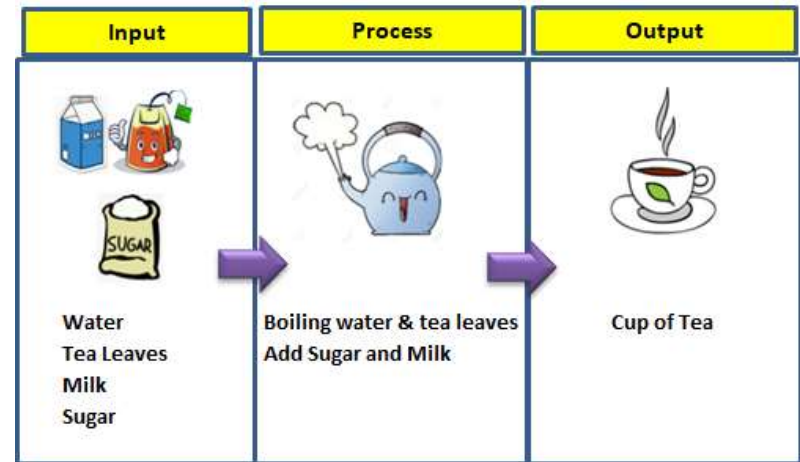 Input
Process
Output
SUGAR
Water
Tea Leaves
Milk
Sugar
Boiling water & tea leaves
Add Sugar and Milk
Cup of Tea